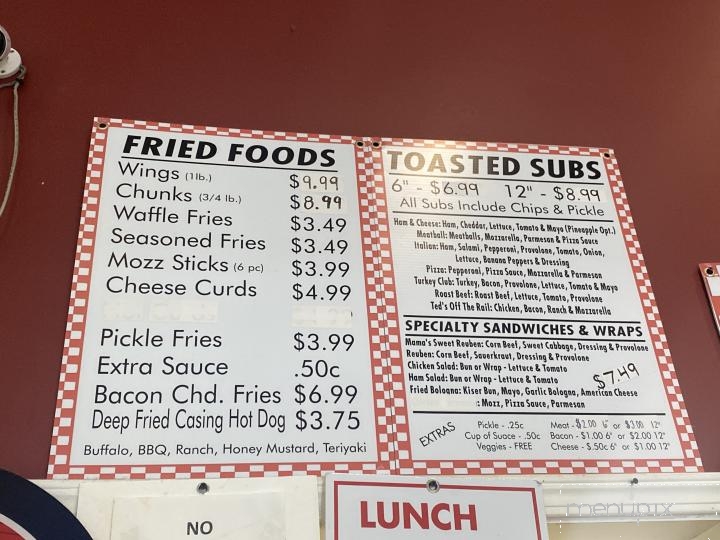 FRIED FOODS
Wings (1lb.) $9.99
Chunks (3/4 lb.) $8.99
Waffle Fries $3.49
Seasoned Fries $3.49
Mozz Sticks (6 pc) $3.99
Cheese Curds $4.99
Pickle Fries $3.99
Extra Sauce .50c
Bacon Chd. Fries $6.99
Deep Fried Casing Hot Dog $3.75
Buffalo, BBQ, Ranch, Honey Mustard, Teriyaki
TOASTED SUBS
6" - $6.99 12" - $8.99
All Subs Include Chips & Pickle
Ham & Cheese: Ham, Cheddar, Lettuce, Tomato & Mayo (Pineapple Opt.)
Meatball: Meatballs, Mozzarella, Parmesan & Pizza Sauce
Italian: Ham, Salami, Pepperoni, Provolone, Tomato, Onion,
Lettuce, Banana Peppers & Dressing
Pizza: Pepperoni, Pizza Sauce, Mozzarella & Parmesan
Turkey Club: Turkey, Bacon, Provolone, Lettuce, Tomato & Mayo
Roast Beef: Roast Beef, Lettuce, Tomato, Provolone
Ted's Off The Rail: Chicken, Bacon, Ranch & Mozzarella
SPECIALTY SANDWICHES & WRAPS
Mama's Sweet Reuben: Corn Beef, Sweet Cabbage, Dressing & Provolone
Reuben: Corn Beef, Sauerkraut, Dressing & Provolone
Chicken Salad: Bun or Wrap - Lettuce & Tomato
Ham Salad: Bun or Wrap - Lettuce & Tomato
$7.49
Fried Bologna: Kiser Bun, Mayo, Garlic Bologna, American Cheese
: Mozz, Pizza Sauce, Parmesan
EXTRAS
Pickle - .25c
Cup of Suace - .50c
Veggies - FREE
Meat - $2.00 6" or $3.00 12"
Bacon - $1.00 6" or $2.00 12"
Cheese - $.50c 6" or $1.00 12"
NO
LUNCH
menupix